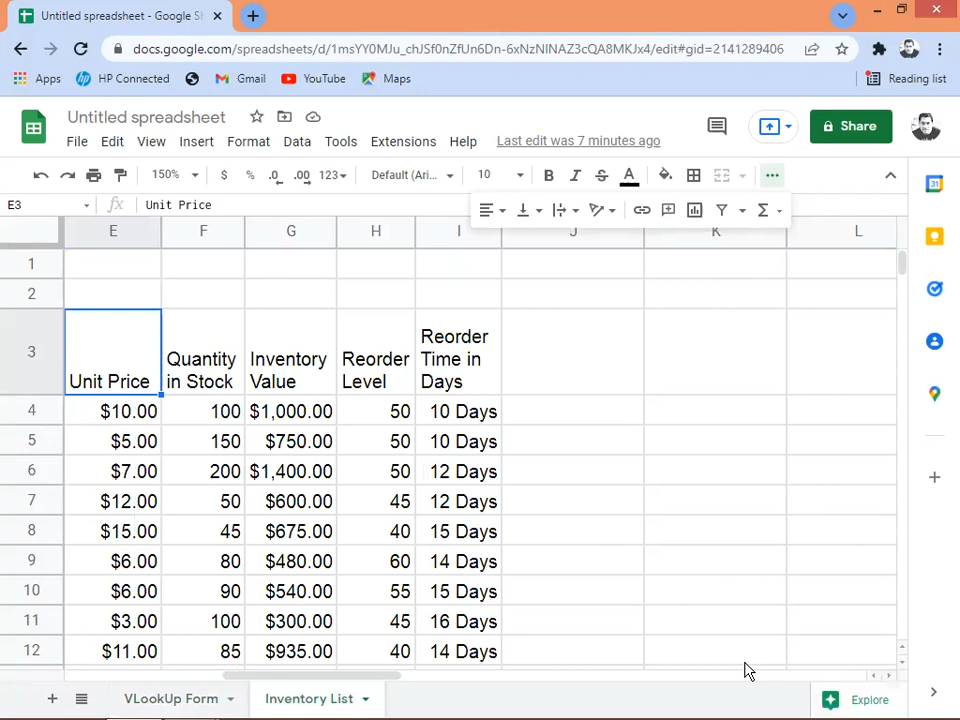 Untitled spreadsheet - Google Sh
docs.google.com/spreadsheets/d/1msYY0MJu_chJSf0nZfUn6Dn-6xNzNINAZ3cQA8MKJx4/edit#gid=2141289406
Apps HP Connected Gmail YouTube Maps Reading list
Untitled spreadsheet
Share
File Edit View Insert Format Data Tools Extensions Help Last edit was 7 minutes ago
150% $ % .0 .00 123 Default (Ari... 10 B I S A
E3 fx Unit Price
E F G H I J K L
1
2
3 Unit Price Quantity in Stock Inventory Value Reorder Level Reorder Time in Days
4 $10.00 100 $1,000.00 50 10 Days
5 $5.00 150 $750.00 50 10 Days
6 $7.00 200 $1,400.00 50 12 Days
7 $12.00 50 $600.00 45 12 Days
8 $15.00 45 $675.00 40 15 Days
9 $6.00 80 $480.00 60 14 Days
10 $6.00 90 $540.00 55 15 Days
11 $3.00 100 $300.00 45 16 Days
12 $11.00 85 $935.00 40 14 Days
VLookUp Form Inventory List Explore